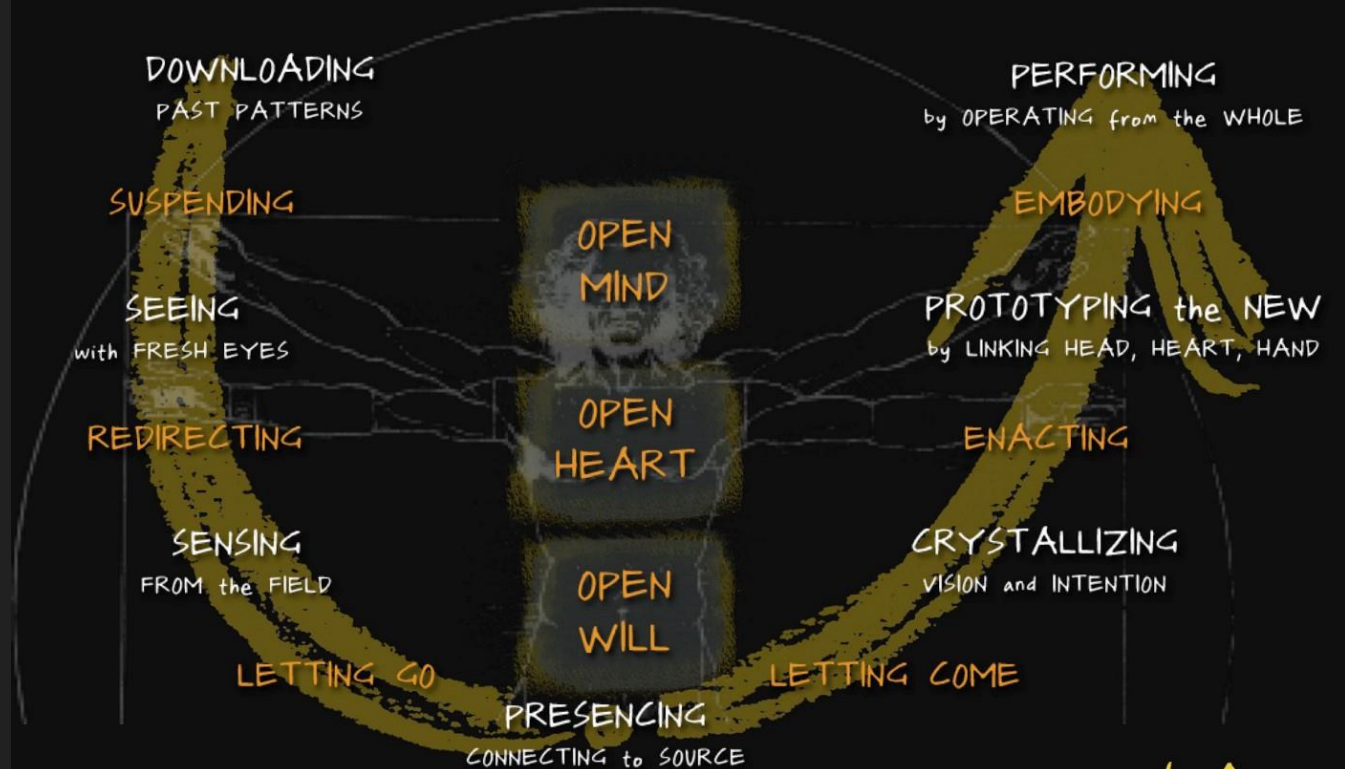 DOWNLOADING
PAST PATTERNS
SUSPENDING
SEEING
with FRESH EYES
REDIRECTING
SENSING
FROM the FIELD
LETTING GO
OPEN
MIND
OPEN
HEART
OPEN
WILL
PRESENCING
CONNECTING to SOURCE
LETTING COME
CRYSTALLIZING
VISION and INTENTION
ENACTING
PROTOTYPING the NEW
by LINKING HEAD, HEART, HAND
EMBODYING
PERFORMING
by OPERATING from the WHOLE